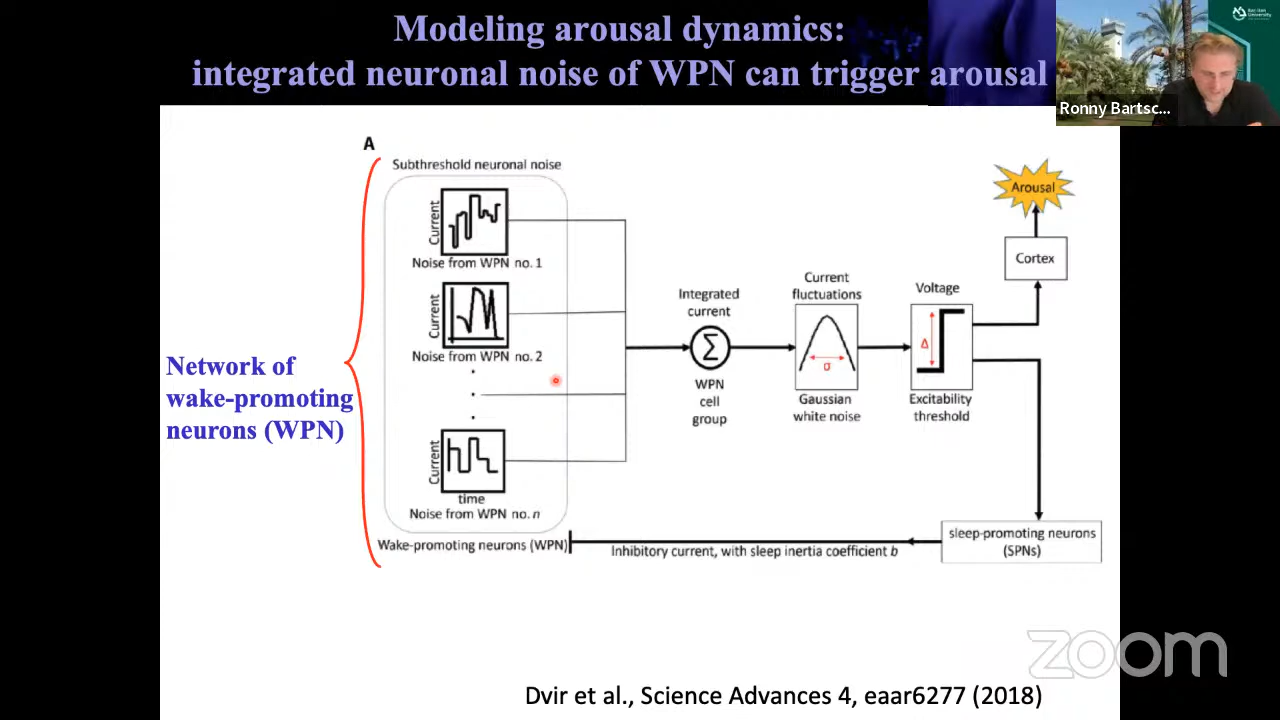 Modeling arousal dynamics:
integrated neuronal noise of WPN can trigger arousal
Bar-Ilan
University
Ronny Bartsc...
A
Subthreshold neuronal noise
Current
Noise from WPN no. 1
Current
Noise from WPN no. 2
Current
time
Noise from WPN no. n
Wake-promoting neurons (WPN)
Network of
wake-promoting
neurons (WPN)
Integrated
current
Σ
WPN
cell
group
Current
fluctuations
σ
Gaussian
white noise
Voltage
Δ
Excitability
threshold
Arousal
Cortex
sleep-promoting neurons
(SPNs)
Inhibitory current, with sleep inertia coefficient b
zoom
Dvir et al., Science Advances 4, eaar6277 (2018)